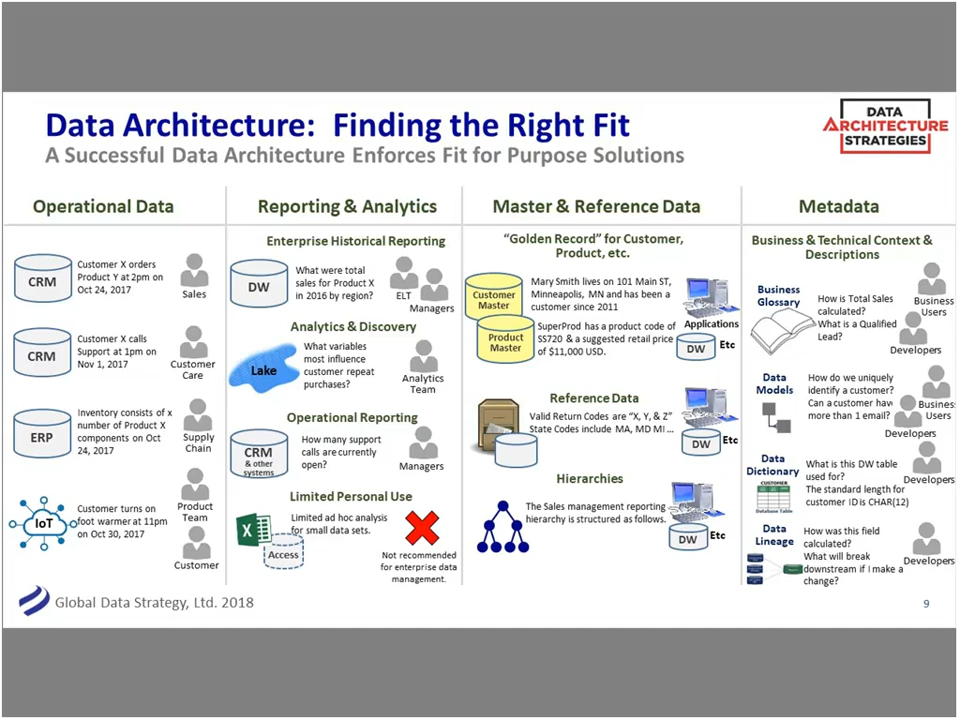 Data Architecture: Finding the Right Fit
A Successful Data Architecture Enforces Fit for Purpose Solutions
DATA
ARCHITECTURE
STRATEGIES
Operational Data
CRM
Customer X orders
Product Y at 2pm on
Oct 24, 2017
Sales
CRM
Customer X calls
Support at 1pm on
Nov 1, 2017
Customer
Care
ERP
Inventory consists of x
number of Product X
components on Oct
24, 2017
Supply
Chain
IoT
Customer turns on
foot warmer at 11pm
on Oct 30, 2017
Product
Team
Customer
Reporting & Analytics
Enterprise Historical Reporting
DW
What were total
sales for Product X
in 2016 by region?
ELT
Managers
Analytics & Discovery
Lake
What variables
most influence
customer repeat
purchases?
Analytics
Team
Operational Reporting
CRM
& other
systems
How many support
calls are currently
open?
Managers
Limited Personal Use
X
Access
Limited ad hoc analysis
for small data sets.
Not recommended
for enterprise data
management.
Master & Reference Data
“Golden Record” for Customer,
Product, etc.
Customer
Master
Product
Master
Mary Smith lives on 101 Main ST,
Minneapolis, MN and has been a
customer since 2011
SuperProd has a product code of
SS720 & a suggested retail price
of $11,000 USD.
Applications
DW
Etc
Reference Data
Valid Return Codes are “X, Y, & Z”
State Codes include MA, MD MI ...
DW
Etc
Hierarchies
The Sales management reporting
hierarchy is structured as follows.
DW
Etc
Metadata
Business & Technical Context &
Descriptions
Business
Glossary
How is Total Sales
calculated?
What is a Qualified
Lead?
Business
Users
Developers
Data
Models
How do we uniquely
identify a customer?
Can a customer have
more than 1 email?
Business
Users
Developers
Data
Dictionary
CUSTOMER
Database Table
What is this DW table
used for?
The standard length for
customer ID is CHAR(12)
Developers
Data
Lineage
How was this field
calculated?
What will break
downstream if I make a
change?
Developers
Global Data Strategy, Ltd. 2018
9